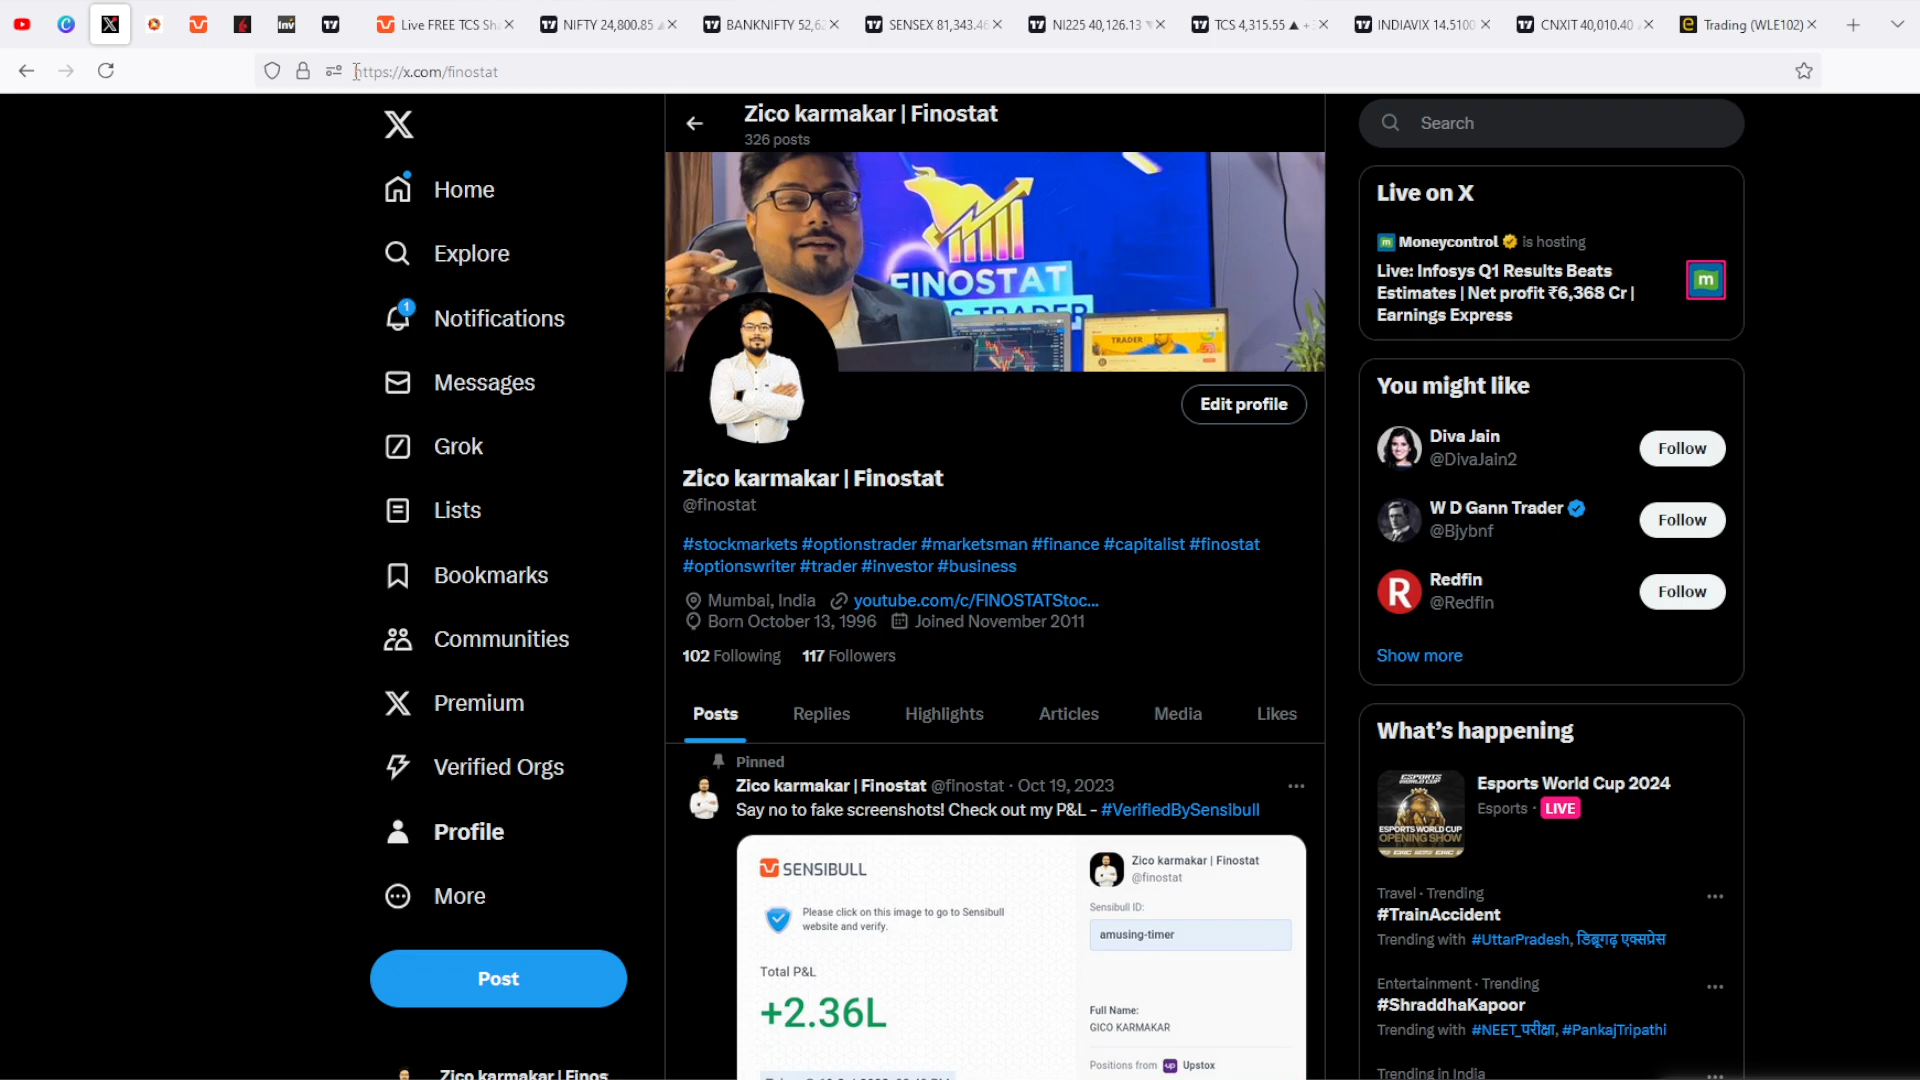 Live FREE TCS Sh
NIFTY 24,800.85
BANKNIFTY 52,6
SENSEX 81,343.46
NI225 40,126.13
TCS 4,315.55 ▲ +
INDIAVIX 14.5100
CNXIT 40,010.40
Trading (WLE102)
https://x.com/finostat
Home
Explore
Notifications
1
Messages
Grok
Lists
Bookmarks
Communities
Premium
Verified Orgs
Profile
More
Post
Zico karmakar | Finos
Zico karmakar | Finostat
326 posts
FINOSTAT
TRADER
Edit profile
Zico karmakar | Finostat
@finostat
#stockmarkets #optionstrader #marketsman #finance #capitalist #finostat
#optionswriter #trader #investor #business
Mumbai, India youtube.com/c/FINOSTATStoc...
Born October 13, 1996 Joined November 2011
102 Following 117 Followers
Posts Replies Highlights Articles Media Likes
Pinned
Zico karmakar | Finostat @finostat · Oct 19, 2023
Say no to fake screenshots! Check out my P&L - #VerifiedBySensibull
SENSIBULL
Please click on this image to go to Sensibull
website and verify.
Total P&L
+2.36L
Zico karmakar | Finostat
@finostat
Sensibull ID:
amusing-timer
Full Name:
GICO KARMAKAR
Positions from Upstox
Search
Live on X
Moneycontrol is hosting
Live: Infosys Q1 Results Beats
Estimates | Net profit ₹6,368 Cr |
Earnings Express
You might like
Diva Jain
@DivaJain2
Follow
W D Gann Trader
@Bjybnf
Follow
Redfin
@Redfin
Follow
Show more
What's happening
ESPORTS WORLD CUP
OPENING SHOW
Esports World Cup 2024
Esports · LIVE
Travel · Trending
#TrainAccident
Trending with #UttarPradesh, डिब्रूगढ़ एक्सप्रेस
Entertainment · Trending
#ShraddhaKapoor
Trending with #NEET_परीक्षा, #PankajTripathi
Trending in India